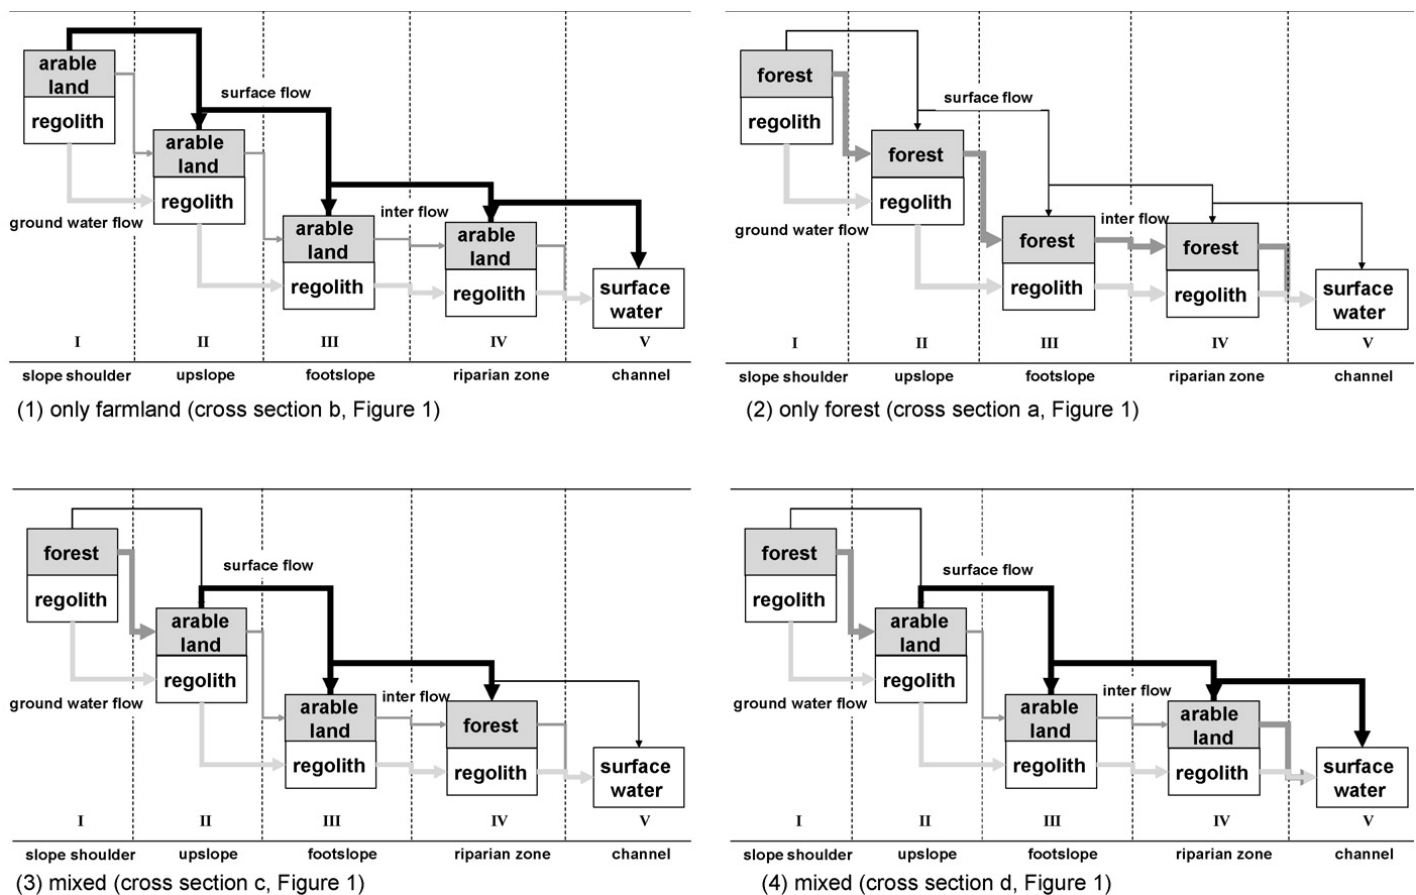 arable
land
regolith
surface flow
arable
land
regolith
ground water flow
arable
land
regolith
inter flow
arable
land
regolith
surface
water
I
II
III
IV
V
slope shoulder
upslope
footslope
riparian zone
channel
(1) only farmland (cross section b, Figure 1)
forest
regolith
surface flow
forest
regolith
ground water flow
forest
regolith
inter flow
forest
regolith
surface
water
I
II
III
IV
V
slope shoulder
upslope
footslope
riparian zone
channel
(2) only forest (cross section a, Figure 1)
forest
regolith
surface flow
arable
land
regolith
ground water flow
arable
land
regolith
inter flow
forest
regolith
surface
water
I
II
III
IV
V
slope shoulder
upslope
footslope
riparian zone
channel
(3) mixed (cross section c, Figure 1)
forest
regolith
surface flow
arable
land
regolith
ground water flow
arable
land
regolith
inter flow
arable
land
regolith
surface
water
I
II
III
IV
V
slope shoulder
upslope
footslope
riparian zone
channel
(4) mixed (cross section d, Figure 1)